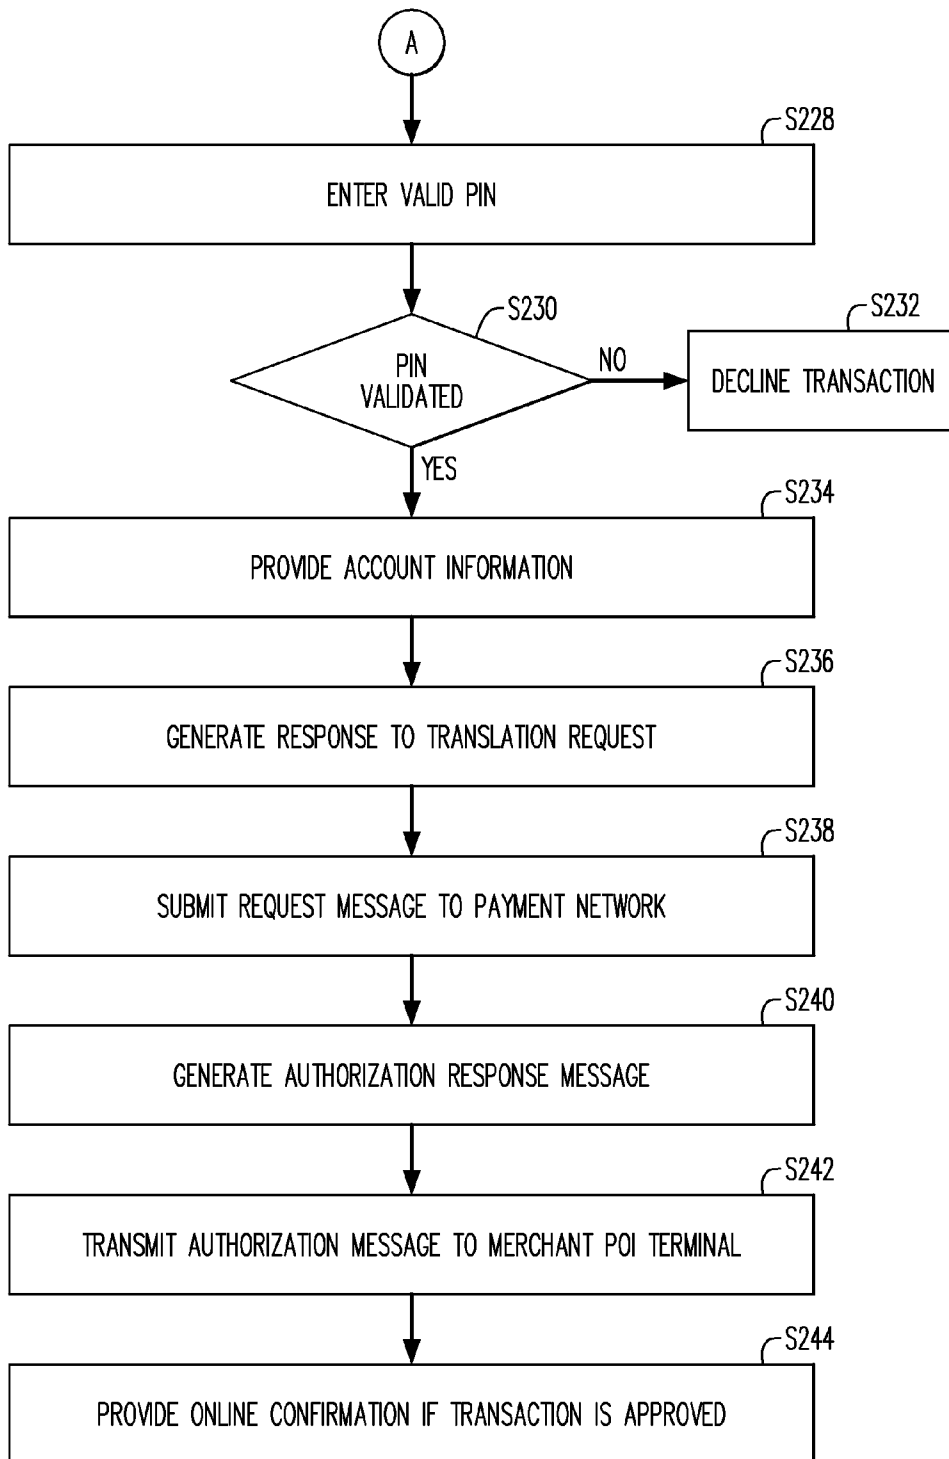 A
S228
ENTER VALID PIN
S230
PIN
VALIDATED
NO
S232
DECLINE TRANSACTION
YES
S234
PROVIDE ACCOUNT INFORMATION
S236
GENERATE RESPONSE TO TRANSLATION REQUEST
S238
SUBMIT REQUEST MESSAGE TO PAYMENT NETWORK
S240
GENERATE AUTHORIZATION RESPONSE MESSAGE
S242
TRANSMIT AUTHORIZATION MESSAGE TO MERCHANT POI TERMINAL
S244
PROVIDE ONLINE CONFIRMATION IF TRANSACTION IS APPROVED